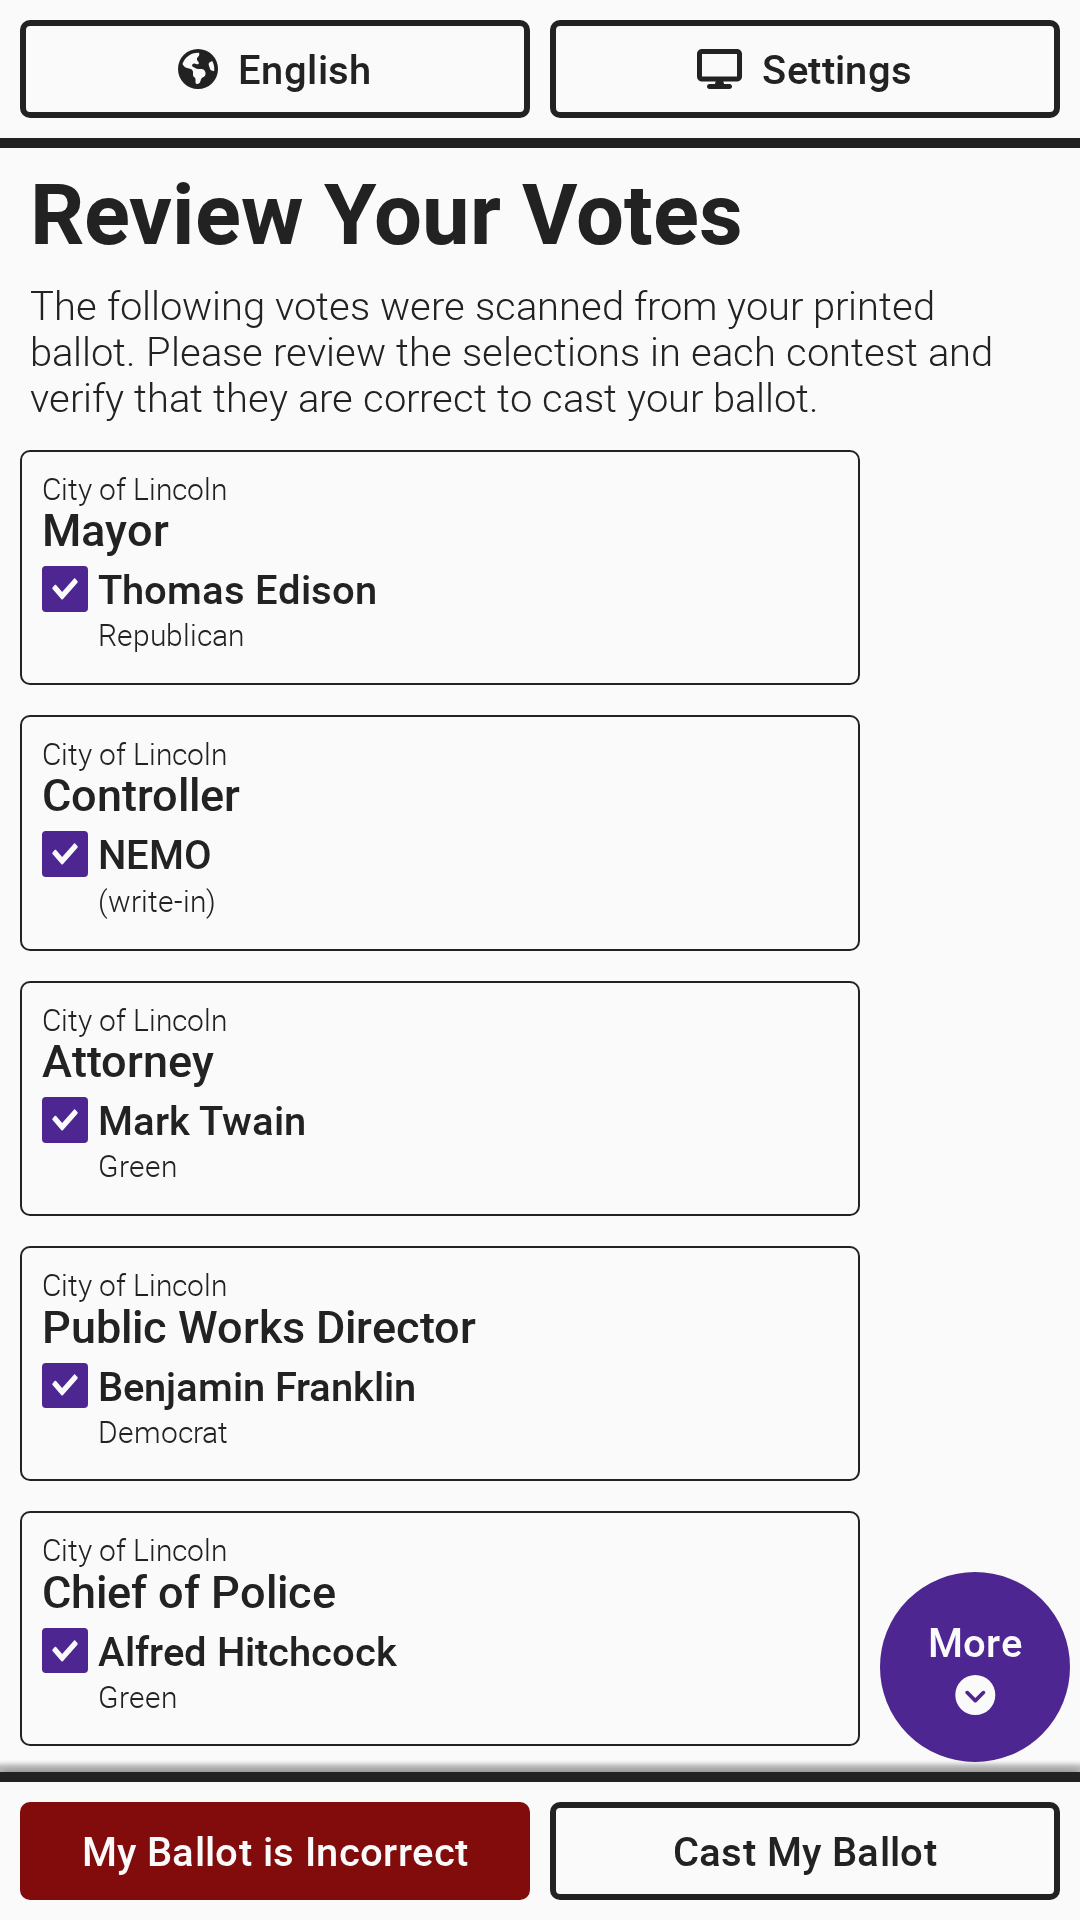 English
Settings
Review Your Votes
The following votes were scanned from your printed
ballot. Please review the selections in each contest and
verify that they are correct to cast your ballot.
City of Lincoln
Mayor
Thomas Edison
Republican
City of Lincoln
Controller
NEMO
(write-in)
City of Lincoln
Attorney
Mark Twain
Green
City of Lincoln
Public Works Director
Benjamin Franklin
Democrat
City of Lincoln
Chief of Police
Alfred Hitchcock
Green
More
My Ballot is Incorrect
Cast My Ballot